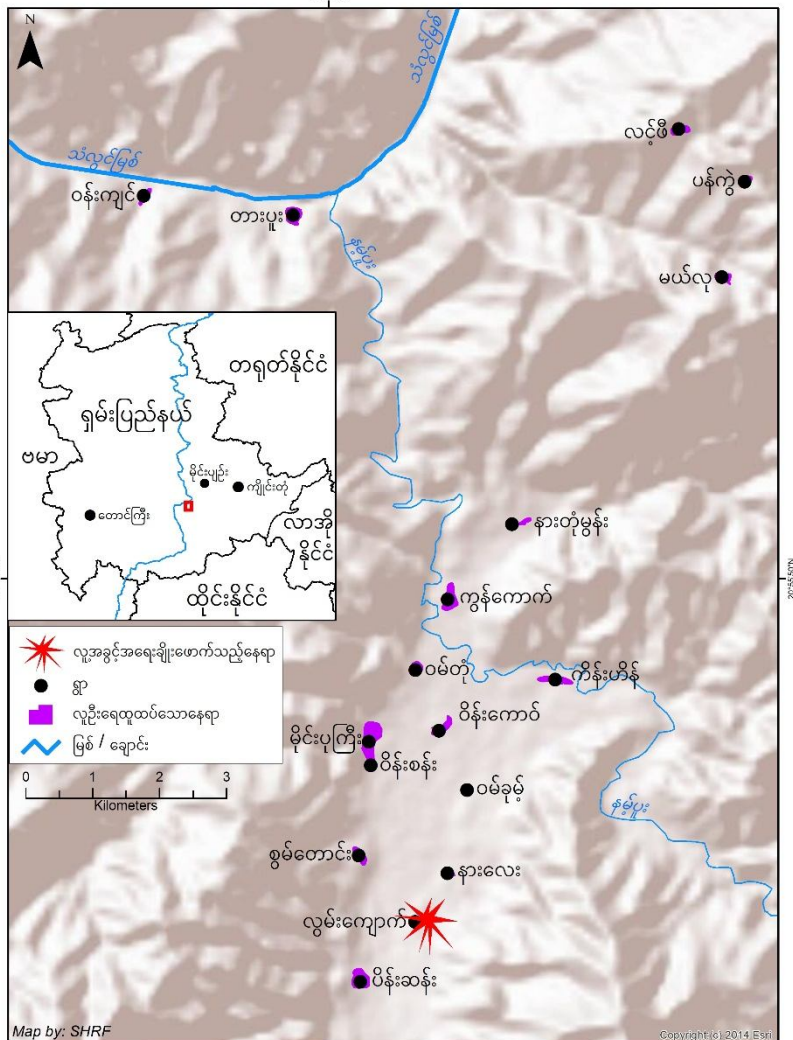 N
သံလွင်မြစ်
သံလွင်မြစ်
လင့်ဖီ
ပန်ကွဲ
ဝန်းကျင်
တားပူး
နမ့်ပူး
မယ်လု
တရုတ်နိုင်ငံ
ရှမ်းပြည်နယ်
ဗမာ
မိုင်းပျဉ်း
ကျိုင်းတုံ
တောင်ကြီး
လာအို
နိုင်ငံ
ထိုင်းနိုင်ငံ
နားတုံမွန်း
20°55'50"N
ကွန်ကောက်
လူ့အခွင့်အရေးချိုးဖောက်သည့်နေရာ
ရွာ
လူဦးရေထူထပ်သောနေရာ
မြစ် / ချောင်း
0 1 2 3
Kilometers
ဝမ်တုံ
ကိန်းဟိန်
ဝိန်းကောဝ်
မိုင်းပုကြီး
ဝိန်းစန်း
ဝမ်ခုမ့်
နမ့်ပူး
စွမ်တောင်း
နားလေး
လွမ်းကျောက်
ပိန်းဆန်း
Map by: SHRF
Copyright:(c) 2014 Esri